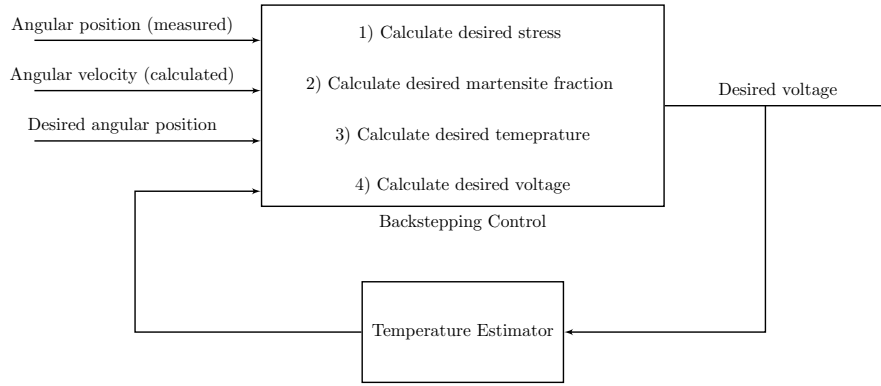 Angular position (measured)
Angular velocity (calculated)
Desired angular position
1) Calculate desired stress
2) Calculate desired martensite fraction
3) Calculate desired temeprature
4) Calculate desired voltage
Backstepping Control
Desired voltage
Temperature Estimator